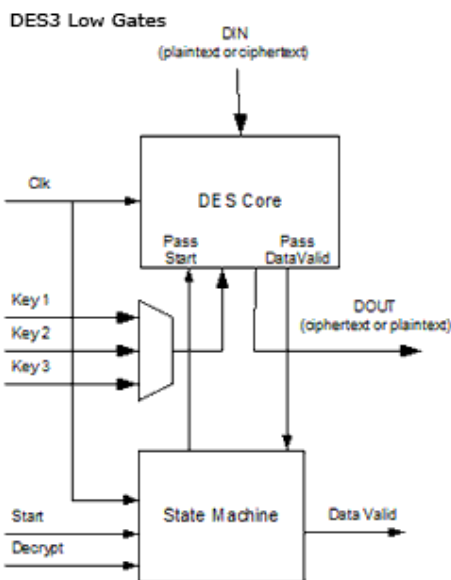 DES3 Low Gates
DIN
(plaintext or ciphertext)
Clk
DES Core
Pass
Start
Pass
DataValid
Key 1
Key 2
Key 3
DOUT
(ciphertext or plaintext)
State Machine
Start
Decrypt
Data Valid